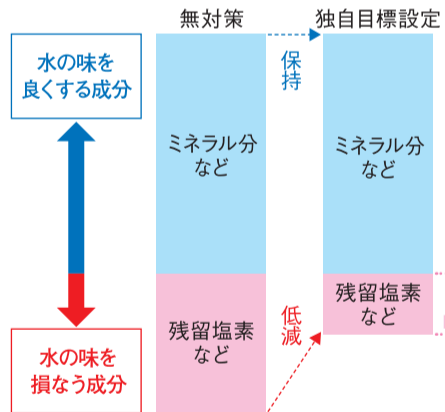 無対策
独自目標設定
水の味を
良くする成分
保持
ミネラル分
など
ミネラル分
など
残留塩素
など
低減
残留塩素
など
水の味を
損なう成分